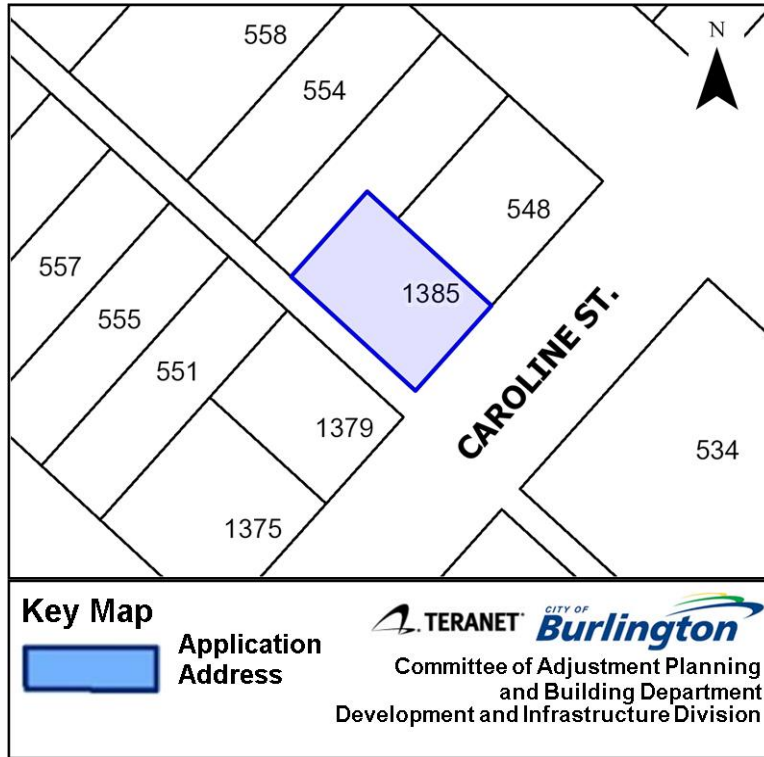 558
N
554
548
557
1385
555
551
CAROLINE ST.
1379
534
1375
Key Map
Application
Address
TERANET
CITY OF
Burlington
Committee of Adjustment Planning
and Building Department
Development and Infrastructure Division